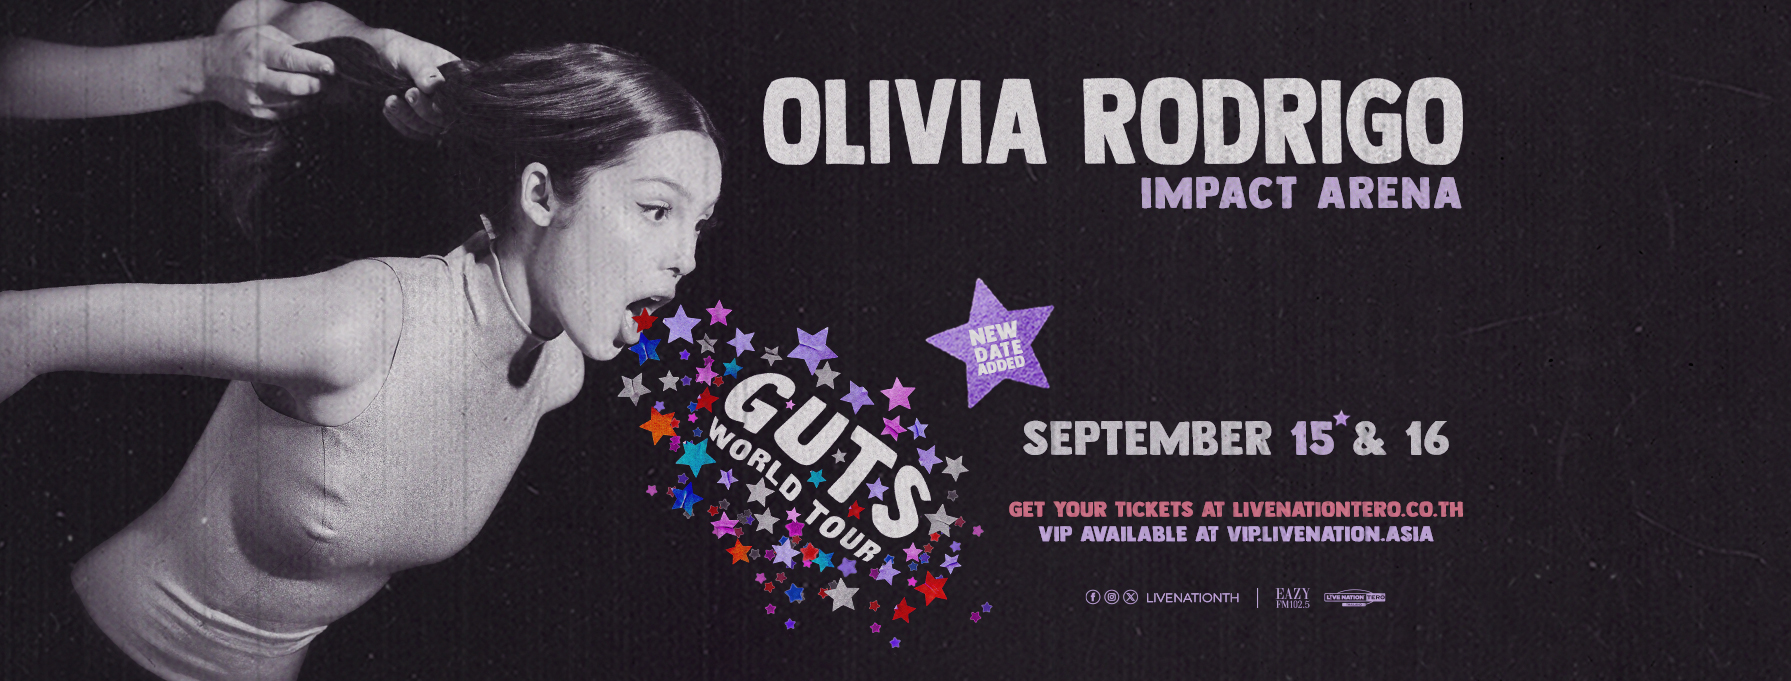 OLIVIA RODRIGO
IMPACT ARENA
NEW
DATE
ADDED
GUTS
WORLD TOUR
SEPTEMBER 15 & 16
GET YOUR TICKETS AT LIVENATIONTERO.CO.TH
VIP AVAILABLE AT VIP.LIVENATION.ASIA
LIVENATIONTH
EAZY
FM102.5
LIVE NATION TERO